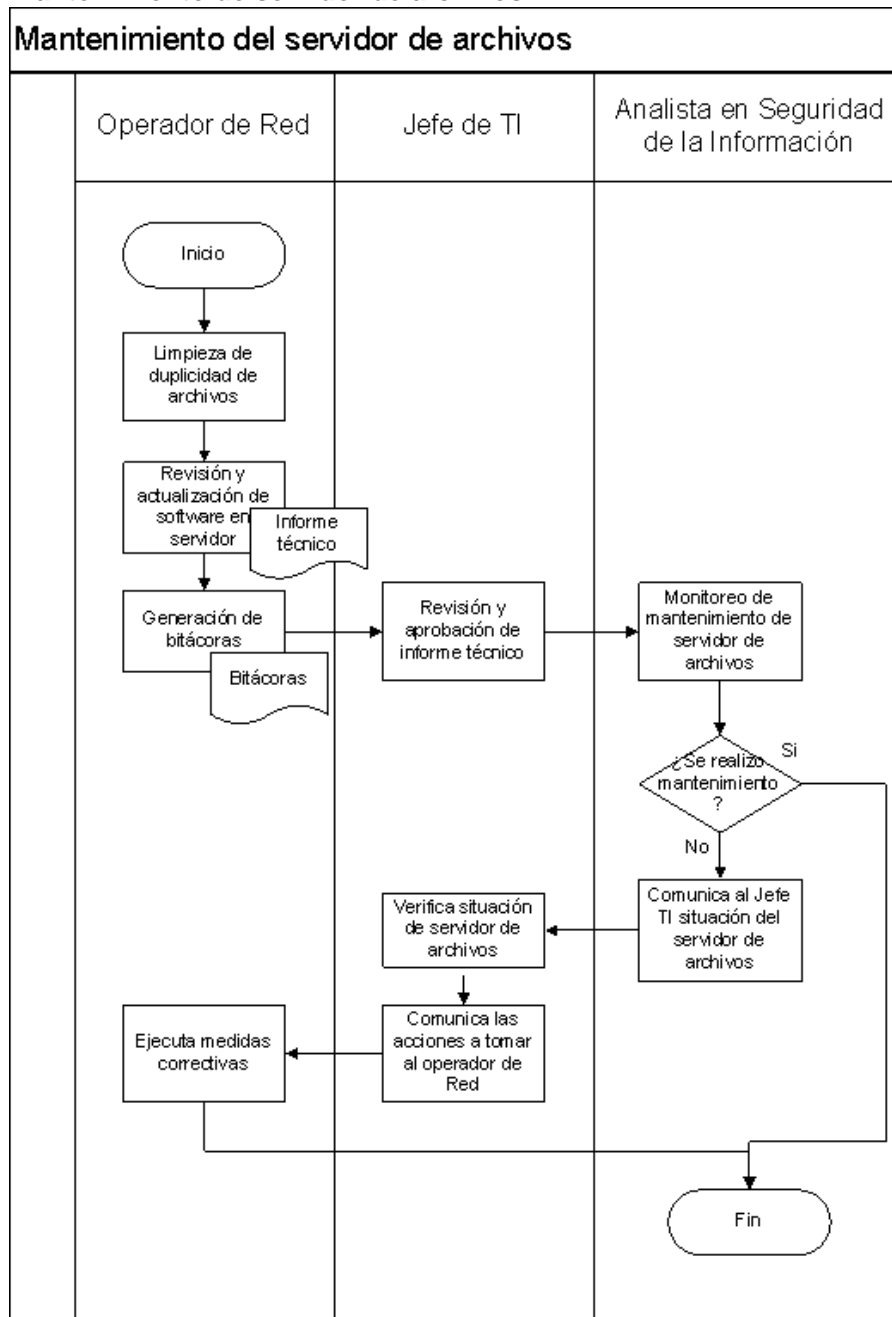 Mantenimiento del servidor de archivos
Operador de Red
Jefe de TI
Analista en Seguridad
de la Información
Inicio
Limpieza de
duplicidad de
archivos
Revisión y
actualización de
software en
servidor
Informe
técnico
Generación de
bitácoras
Bitácoras
Revisión y
aprobación de
informe técnico
Monitoreo de
mantenimiento de
servidor de
archivos
¿Se realizo
mantenimiento
?
Si
No
Comunica al Jefe
TI situación del
servidor de
archivos
Verifica situación
de servidor de
archivos
Comunica las
acciones a tomar
al operador de
Red
Ejecuta medidas
correctivas
Fin